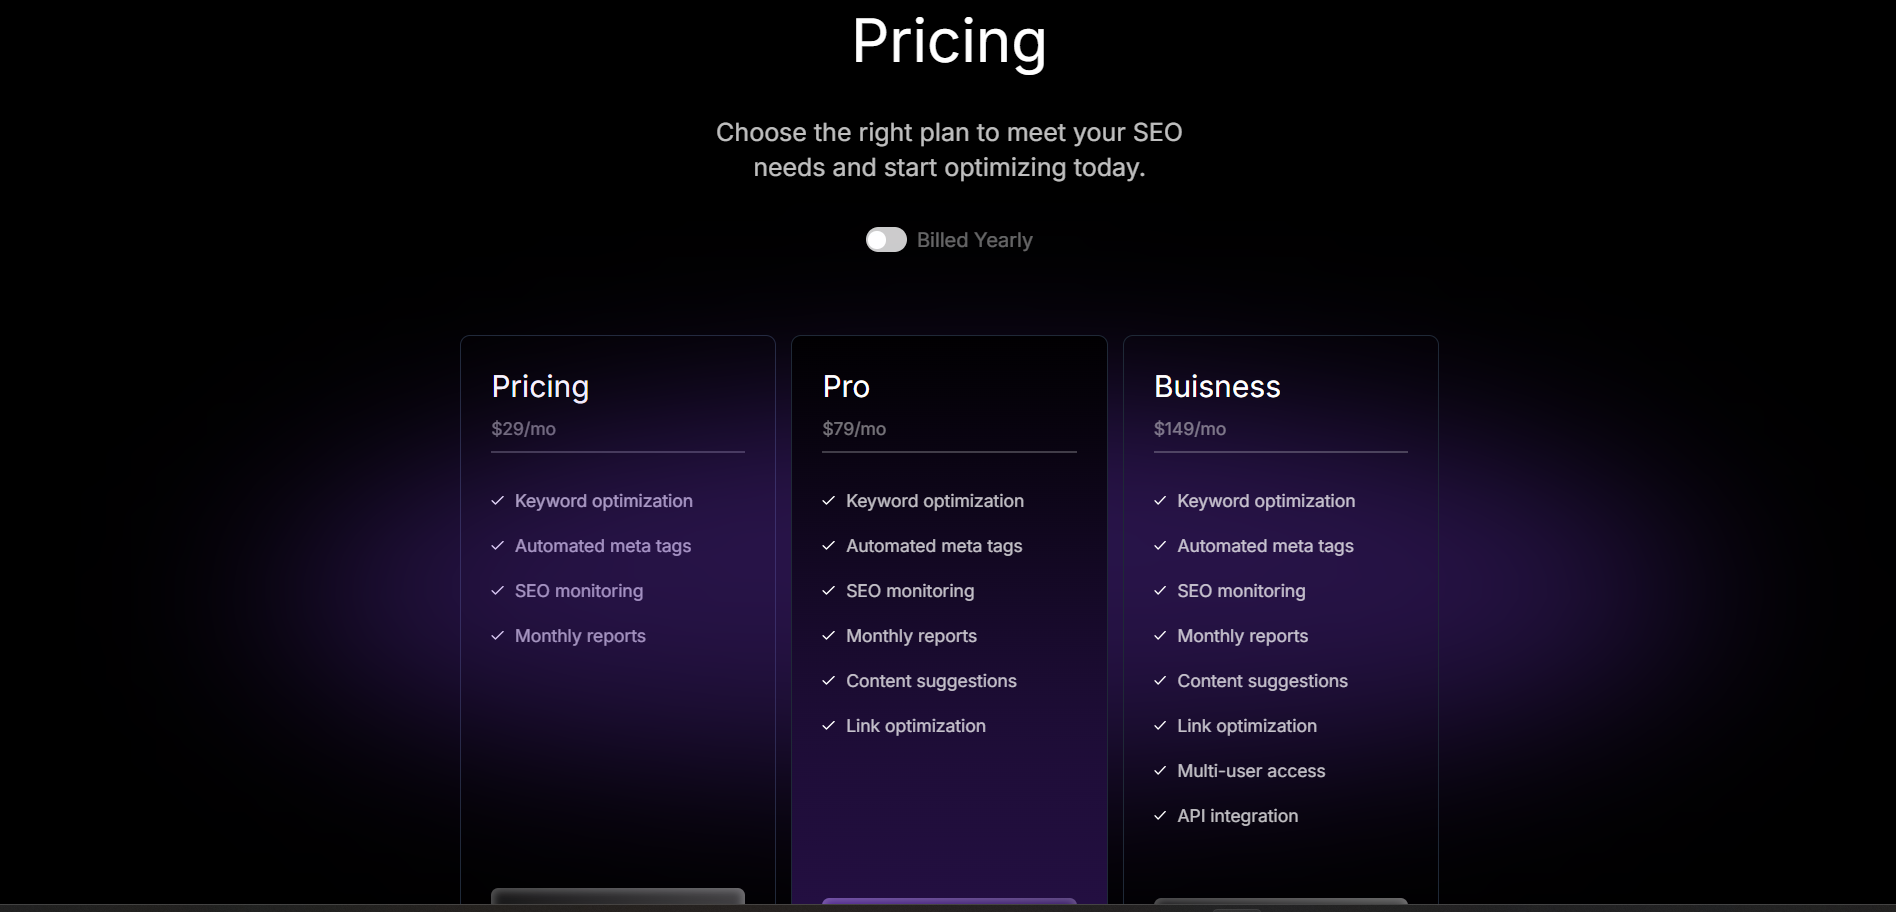 Pricing
Choose the right plan to meet your SEO
needs and start optimizing today.
Billed Yearly
Pricing
$29/mo
Keyword optimization
Automated meta tags
SEO monitoring
Monthly reports
Pro
$79/mo
Keyword optimization
Automated meta tags
SEO monitoring
Monthly reports
Content suggestions
Link optimization
Buisness
$149/mo
Keyword optimization
Automated meta tags
SEO monitoring
Monthly reports
Content suggestions
Link optimization
Multi-user access
API integration